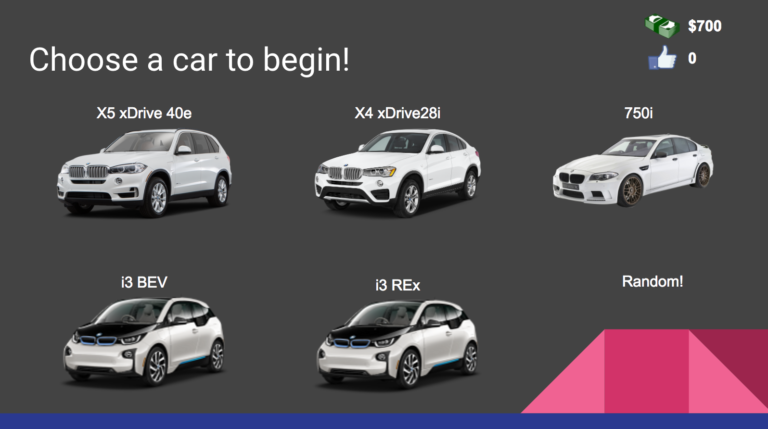 $700
Choose a car to begin!
0
X5 xDrive 40e
X4 xDrive28i
750i
i3 BEV
i3 REx
Random!